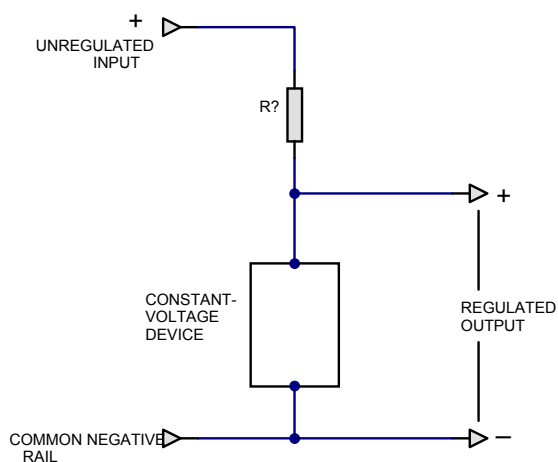 +
UNREGULATED
INPUT
R?
+
CONSTANT-
VOLTAGE
DEVICE
REGULATED
OUTPUT
COMMON NEGATIVE
RAIL
–